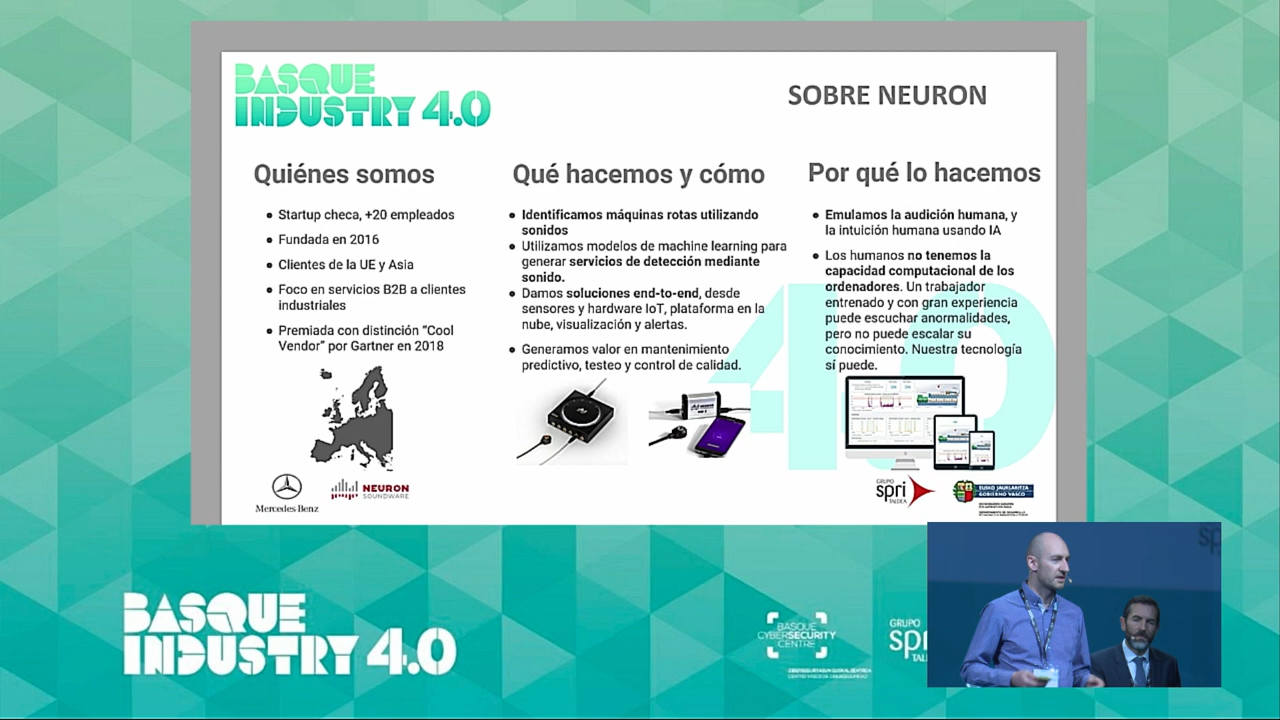 BASQUE
INDUSTRY 4.0
SOBRE NEURON
Quiénes somos
• Startup checa, +20 empleados
• Fundada en 2016
• Clientes de la UE y Asia
• Foco en servicios B2B a clientes
industriales
• Premiada con distinción “Cool
Vendor” por Gartner en 2018
Mercedes-Benz
NEURON
SOUNDWARE
Qué hacemos y cómo
• Identificamos máquinas rotas utilizando
sonidos
• Utilizamos modelos de machine learning para
generar servicios de detección mediante
sonido.
• Damos soluciones end-to-end, desde
sensores y hardware IoT, plataforma en la
nube, visualización y alertas.
• Generamos valor en mantenimiento
predictivo, testeo y control de calidad.
Por qué lo hacemos
• Emulamos la audición humana, y
la intuición humana usando IA
• Los humanos no tenemos la
capacidad computacional de los
ordenadores. Un trabajador
entrenado y con gran experiencia
puede escuchar anormalidades,
pero no puede escalar su
conocimiento. Nuestra tecnología
sí puede.
4.0
GRUPO
spri
TALDEA
EUSKO JAURLARITZA
GOBIERNO VASCO
BASQUE
INDUSTRY 4.0
BASQUE
CYBERSECURITY
CENTRE
GRUPO
spri
TALDEA
sp